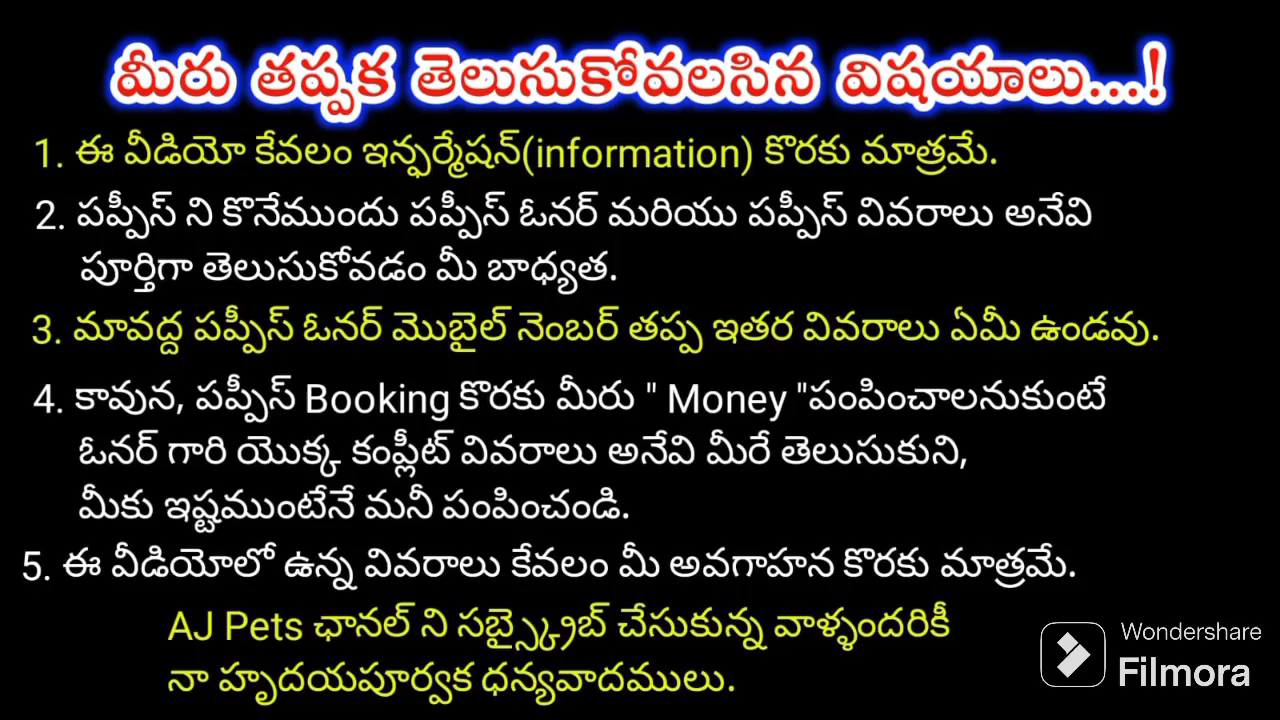 మీరు తప్పక తెలుసుకోవలసిన విషయాలు...!
1. ఈ వీడియో కేవలం ఇన్ఫర్మేషన్(information) కొరకు మాత్రమే.
2. పప్పీస్ ని కొనేముందు పప్పీస్ ఓనర్ మరియు పప్పీస్ వివరాలు అనేవి
పూర్తిగా తెలుసుకోవడం మీ బాధ్యత.
3. మావద్ద పప్పీస్ ఓనర్ మొబైల్ నెంబర్ తప్ప ఇతర వివరాలు ఏమీ ఉండవు.
4. కావున, పప్పీస్ Booking కొరకు మీరు " Money "పంపించాలనుకుంటే
ఓనర్ గారి యొక్క కంప్లీట్ వివరాలు అనేవి మీరే తెలుసుకుని,
మీకు ఇష్టముంటేనే మనీ పంపించండి.
5. ఈ వీడియోలో ఉన్న వివరాలు కేవలం మీ అవగాహన కొరకు మాత్రమే.
AJ Pets ఛానల్ ని సబ్స్క్రైబ్ చేసుకున్న వాళ్ళందరికీ
నా హృదయపూర్వక ధన్యవాదములు.
Wondershare
Filmora